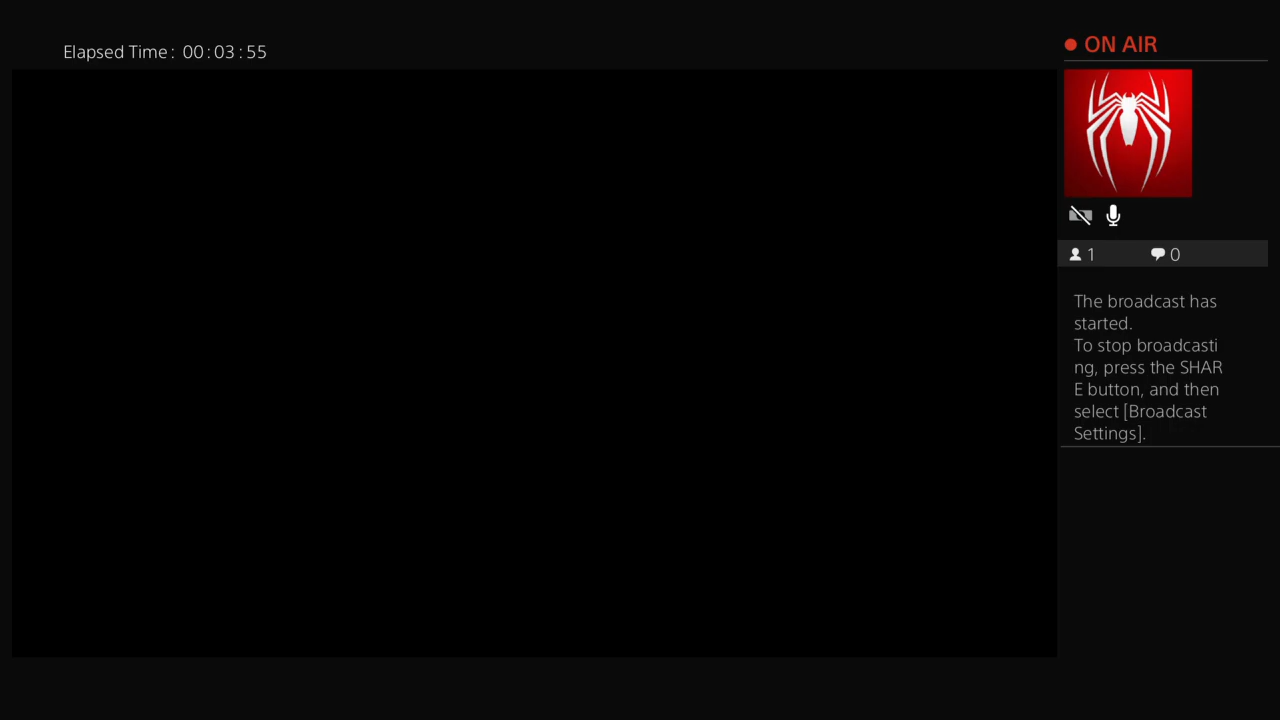 Elapsed Time: 00:03:55
ON AIR
1 0
The broadcast has
started.
To stop broadcasti
ng, press the SHAR
E button, and then
select [Broadcast
Settings].